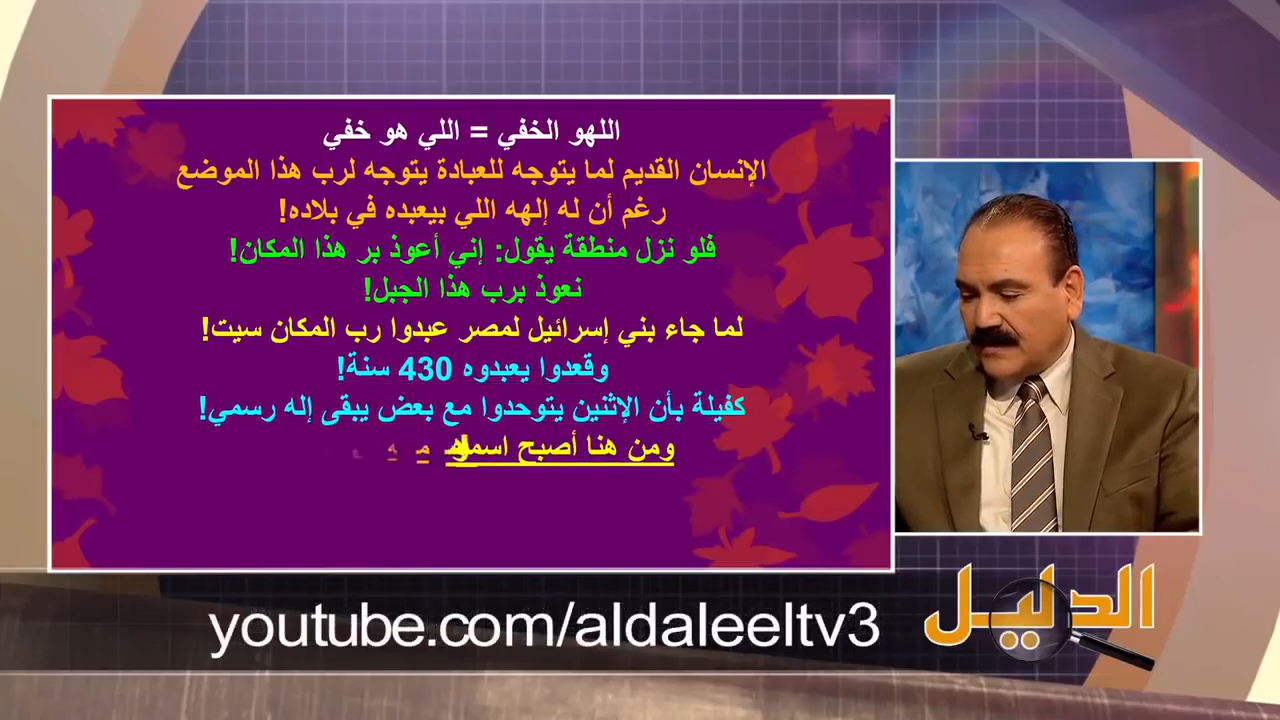 اللهو الخفي = اللي هو خفي
الإنسان القديم لما يتوجه للعبادة يتوجه لرب هذا الموضع
رغم أن له إلهه اللي بيعبده في بلاده!
فلو نزل منطقة يقول: إني أعوذ بر هذا المكان!
نعوذ برب هذا الجبل!
لما جاء بني إسرائيل لمصر عبدوا رب المكان سيت!
وقعدوا يعبدوه 430 سنة!
كفيلة بأن الإثنين يتوحدوا مع بعض يبقى إله رسمي!
ومن هنا أصبح اسمه
الدليل
youtube.com/aldaleeltv3